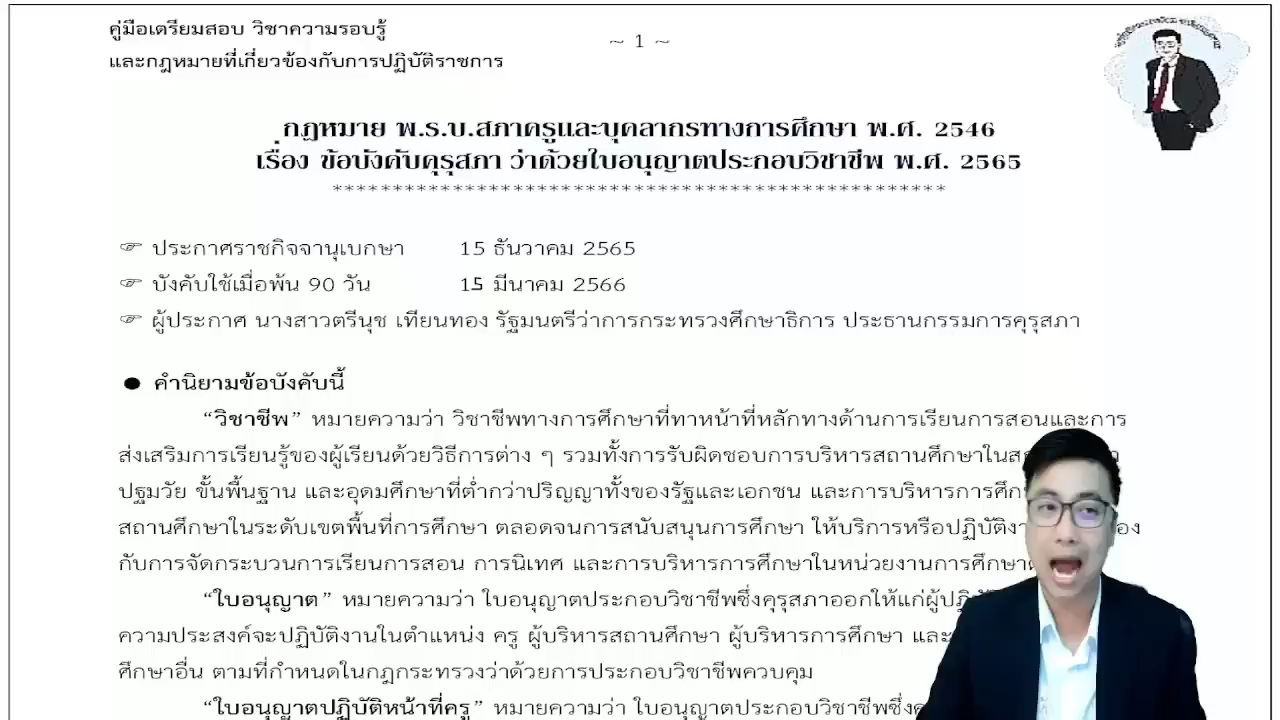 คู่มือเตรียมสอบ วิชาความรอบรู้
และกฎหมายที่เกี่ยวข้องกับการปฏิบัติราชการ
~ 1 ~
กฎหมาย พ.ร.บ.สภาครูและบุคลากรทางการศึกษา พ.ศ. 2546
เรื่อง ข้อบังคับคุรุสภา ว่าด้วยใบอนุญาตประกอบวิชาชีพ พ.ศ. 2565
***************************************************
☞ ประกาศราชกิจจานุเบกษา 15 ธันวาคม 2565
☞ บังคับใช้เมื่อพ้น 90 วัน 15 มีนาคม 2566
☞ ผู้ประกาศ นางสาวตรีนุช เทียนทอง รัฐมนตรีว่าการกระทรวงศึกษาธิการ ประธานกรรมการคุรุสภา
● คำนิยามข้อบังคับนี้
“วิชาชีพ” หมายความว่า วิชาชีพทางการศึกษาที่ทาหน้าที่หลักทางด้านการเรียนการสอนและการ
ส่งเสริมการเรียนรู้ของผู้เรียนด้วยวิธีการต่าง ๆ รวมทั้งการรับผิดชอบการบริหารสถานศึกษาใน
ปฐมวัย ขั้นพื้นฐาน และอุดมศึกษาที่ต่ำกว่าปริญญาทั้งของรัฐและเอกชน และการบริหาร
สถานศึกษาในระดับเขตพื้นที่การศึกษา ตลอดจนการสนับสนุนการศึกษา ให้บริการหรือ
กับการจัดกระบวนการเรียนการสอน การนิเทศ และการบริหารการศึกษาในหน่วยงานการศึกษา
“ใบอนุญาต” หมายความว่า ใบอนุญาตประกอบวิชาชีพซึ่งคุรุสภาออกให้แก่
ความประสงค์จะปฏิบัติงานในตำแหน่ง ครู ผู้บริหารสถานศึกษา ผู้บริหารการศึกษา และ
ศึกษาอื่น ตามที่กำหนดในกฎกระทรวงว่าด้วยการประกอบวิชาชีพควบคุม
“ใบอนุญาตปฏิบัติหน้าที่ครู” หมายความว่า ใบอนุญาตประกอบวิชาชีพซึ่ง